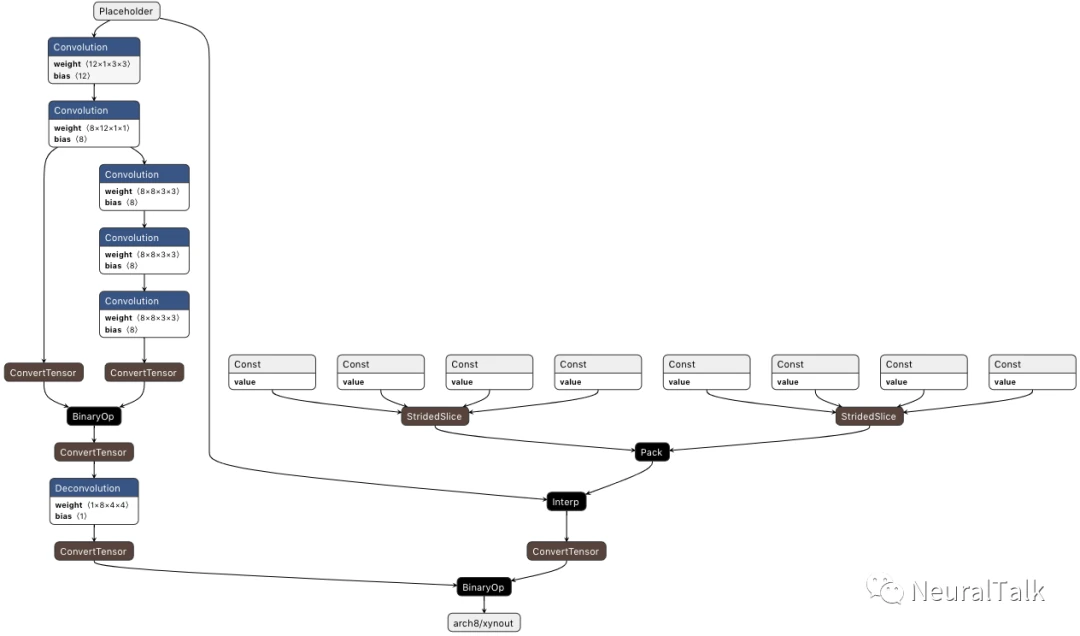 Placeholder
Convolution
weight ⟨12×1×3×3⟩
bias ⟨12⟩
Convolution
weight ⟨8×12×1×1⟩
bias ⟨8⟩
Convolution
weight ⟨8×8×3×3⟩
bias ⟨8⟩
Convolution
weight ⟨8×8×3×3⟩
bias ⟨8⟩
Convolution
weight ⟨8×8×3×3⟩
bias ⟨8⟩
ConvertTensor
ConvertTensor
BinaryOp
ConvertTensor
Deconvolution
weight ⟨1×8×4×4⟩
bias ⟨1⟩
ConvertTensor
Const
value
Const
value
Const
value
Const
value
Const
value
Const
value
Const
value
Const
value
StridedSlice
StridedSlice
Pack
Interp
ConvertTensor
BinaryOp
arch8/xynout
NeuralTalk